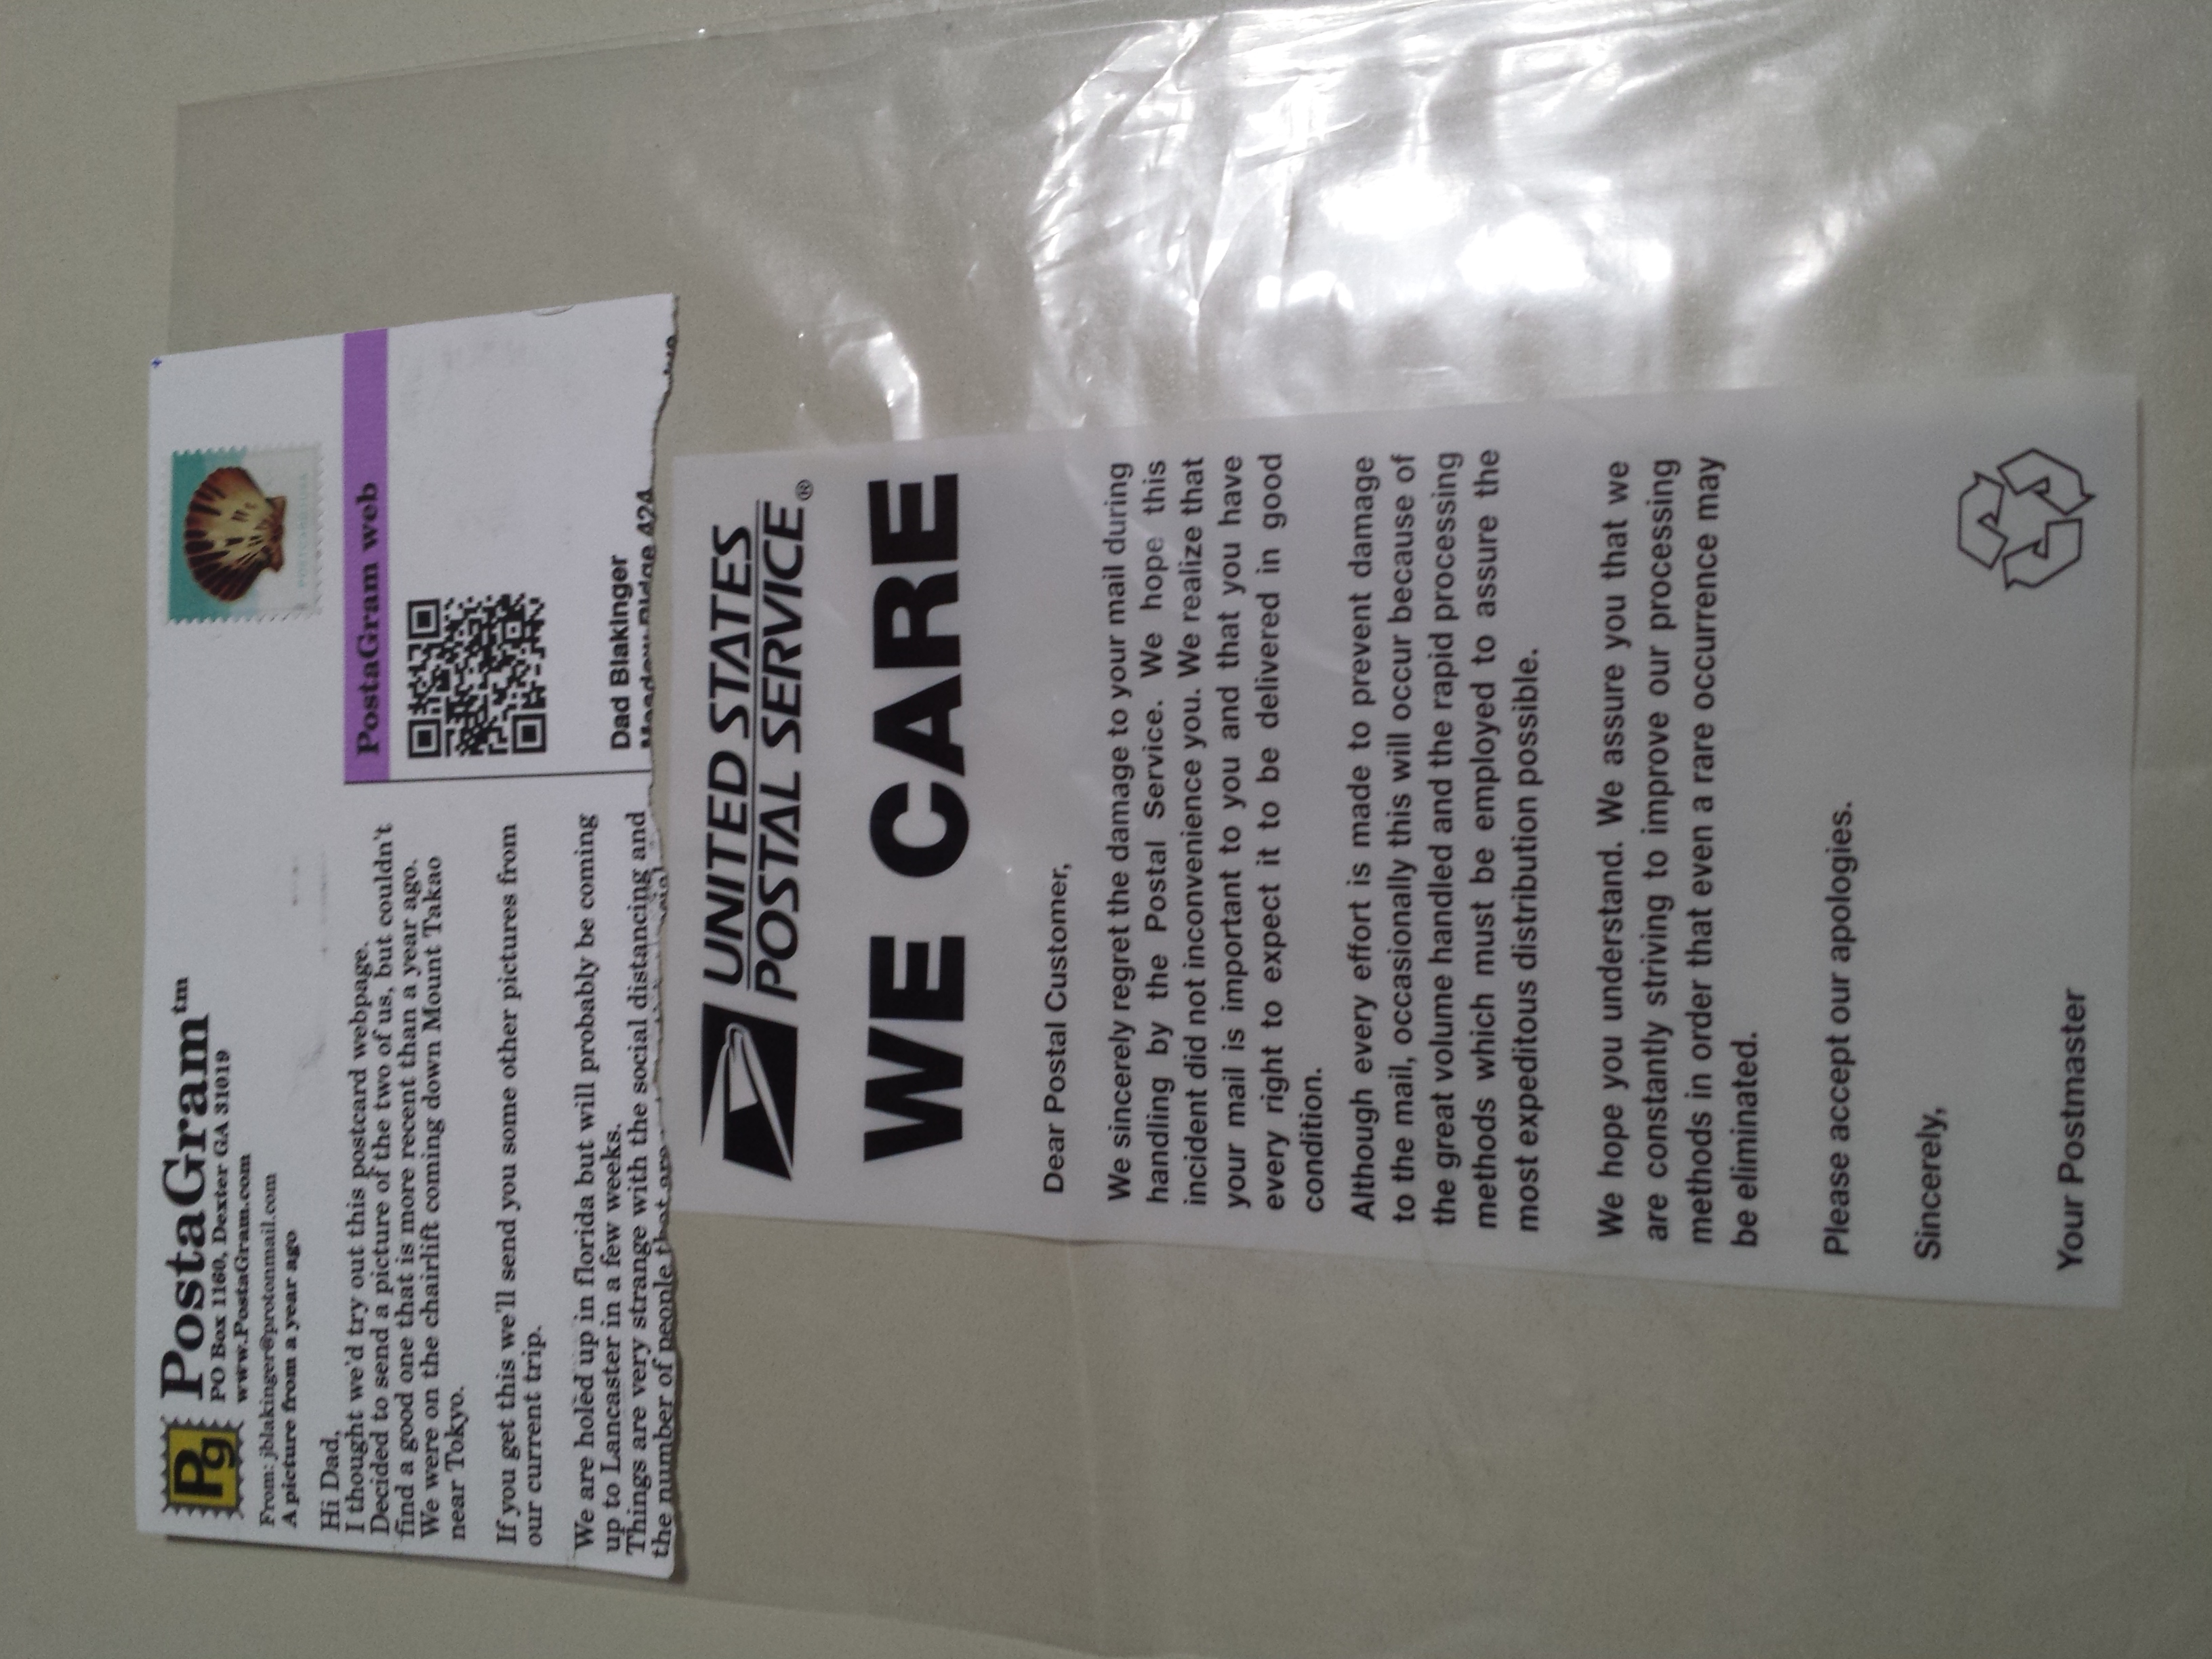 Pg PostaGram™
PO Box 1160, Dexter GA 31019
www.PostaGram.com
From: jblakinger@protonmail.com
A picture from a year ago
Hi Dad,
I thought we'd try out this postcard webpage.
Decided to send a picture of the two of us, but couldn't
find a good one that is more recent than a year ago.
We were on the chairlift coming down Mount Takao
near Tokyo.
If you get this we'll send you some other pictures from
our current trip.
We are holed up in florida but will probably be coming
up to Lancaster in a few weeks.
Things are very strange with the social distancing and
the number of people that are
PostaGram web
Dad Blakinger
424
UNITED STATES
POSTAL SERVICE®
WE CARE
Dear Postal Customer,
We sincerely regret the damage to your mail during
handling by the Postal Service. We hope this
incident did not inconvenience you. We realize that
your mail is important to you and that you have
every right to expect it to be delivered in good
condition.
Although every effort is made to prevent damage
to the mail, occasionally this will occur because of
the great volume handled and the rapid processing
methods which must be employed to assure the
most expeditous distribution possible.
We hope you understand. We assure you that we
are constantly striving to improve our processing
methods in order that even a rare occurrence may
be eliminated.
Please accept our apologies.
Sincerely,
Your Postmaster